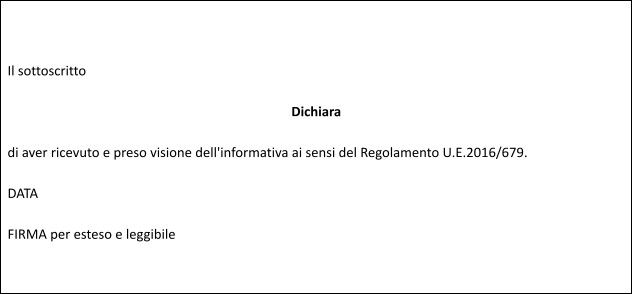 Il sottoscritto
Dichiara
di aver ricevuto e preso visione dell'informativa ai sensi del Regolamento U.E.2016/679.
DATA
FIRMA per esteso e leggibile